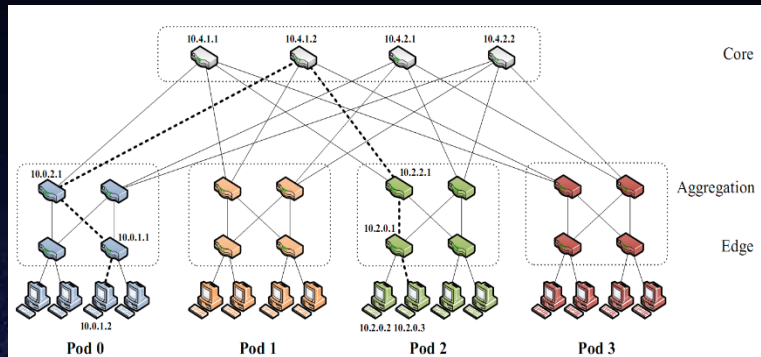 10.4.1.1 10.4.1.2 10.4.2.1 10.4.2.2
Core
10.0.2.1 10.2.2.1
Aggregation
10.0.1.1 10.2.0.1
Edge
10.0.1.2 10.2.0.2 10.2.0.3
Pod 0 Pod 1 Pod 2 Pod 3